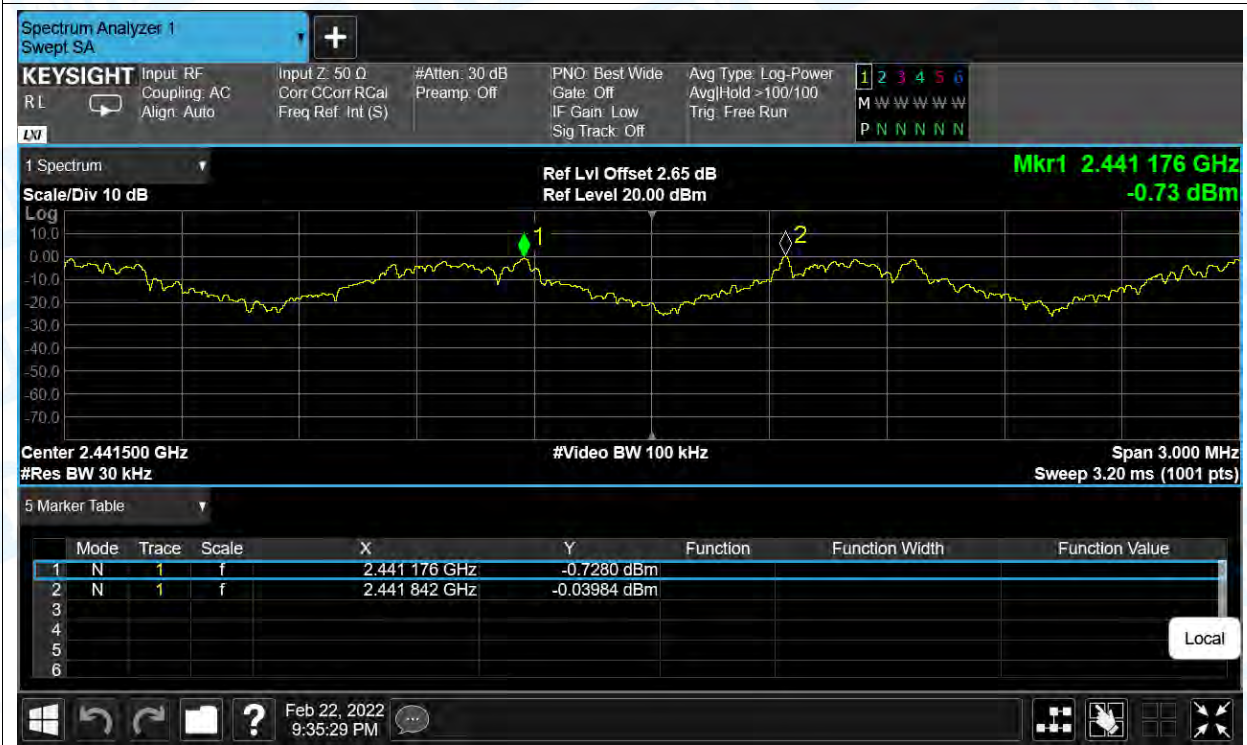 Spectrum Analyzer 1
Swept SA
+
KEYSIGHT Input: RF Input Z: 50 Ω #Atten: 30 dB PNO: Best Wide Avg Type: Log-Power 1 2 3 4 5 6
R L Coupling: AC Corr CCorr RCal Preamp: Off Gate: Off Avg|Hold >100/100 M W W W W W W
Align: Auto Freq Ref: Int (S) IF Gain: Low Trig: Free Run
LXI Sig Track: Off P N N N N N N
1 Spectrum Ref Lvl Offset 2.65 dB Mkr1 2.441 176 GHz
Scale/Div 10 dB Ref Level 20.00 dBm -0.73 dBm
Log
10.0 1 2
0.00
-10.0
-20.0
-30.0
-40.0
-50.0
-60.0
-70.0
Center 2.441500 GHz #Video BW 100 kHz Span 3.000 MHz
#Res BW 30 kHz Sweep 3.20 ms (1001 pts)
5 Marker Table
Mode Trace Scale X Y Function Function Width Function Value
1 N 1 f 2.441 176 GHz -0.7280 dBm
2 N 1 f 2.441 842 GHz -0.03984 dBm
3
4
5
6
Local
? Feb 22, 2022
9:35:29 PM